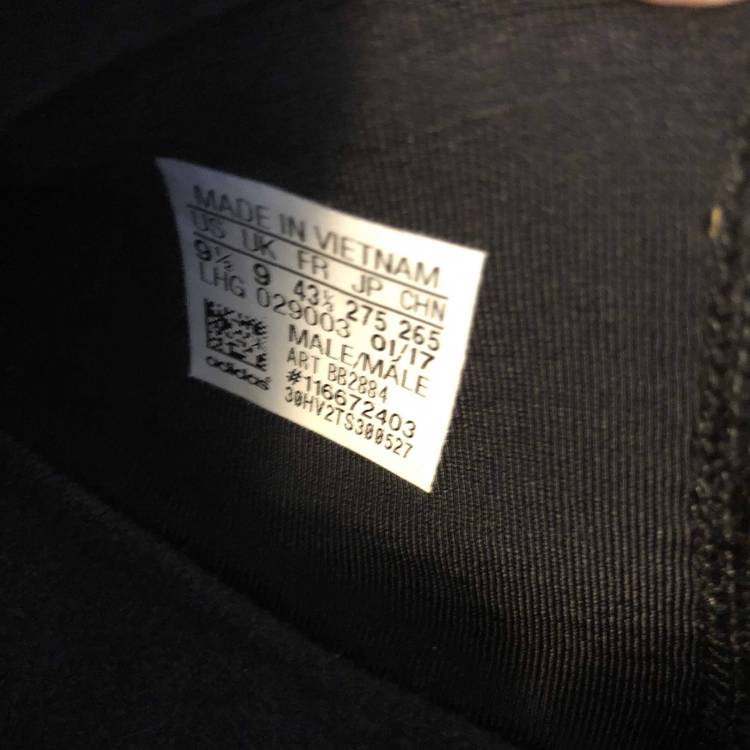 MADE IN VIETNAM
US UK FR JP CHN
9½ 9 43⅓ 275 265
LHG 029003 01/17
MALE/MALE
ART BB2884
#116672403
30HV2TS300527
adidas